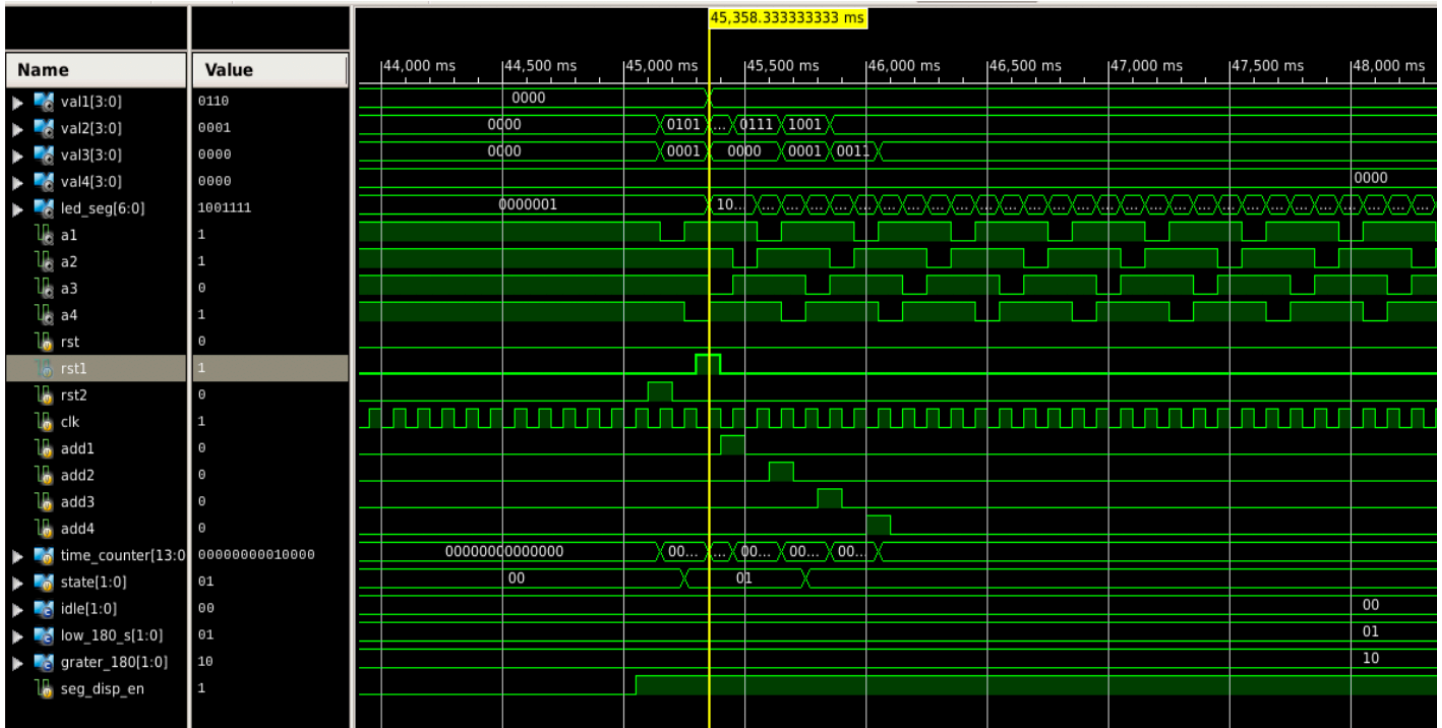 45,358.333333333 ms
Name Value 44,000 ms 44,500 ms 45,000 ms 45,500 ms 46,000 ms 46,500 ms 47,000 ms 47,500 ms 48,000 ms
val1[3:0] 0110 0000
val2[3:0] 0001 0000 0101 ... 0111 1001
val3[3:0] 0000 0000 0001 0000 0001 0011
val4[3:0] 0000 0000
led_seg[6:0] 1001111 0000001 10... ... ... ... ... ... ... ... ... ... ... ... ... ... ... ... ... ... ... ... ... ... ... ... ... ... ... ... ...
a1 1
a2 1
a3 0
a4 1
rst 0
rst1 1
rst2 0
clk 1
add1 0
add2 0
add3 0
add4 0
time_counter[13:0 00000000010000 00000000000000 00... ... 00... 00... 00...
state[1:0] 01 00 01
idle[1:0] 00 00
low_180_s[1:0] 01 01
grater_180[1:0] 10 10
seg_disp_en 1